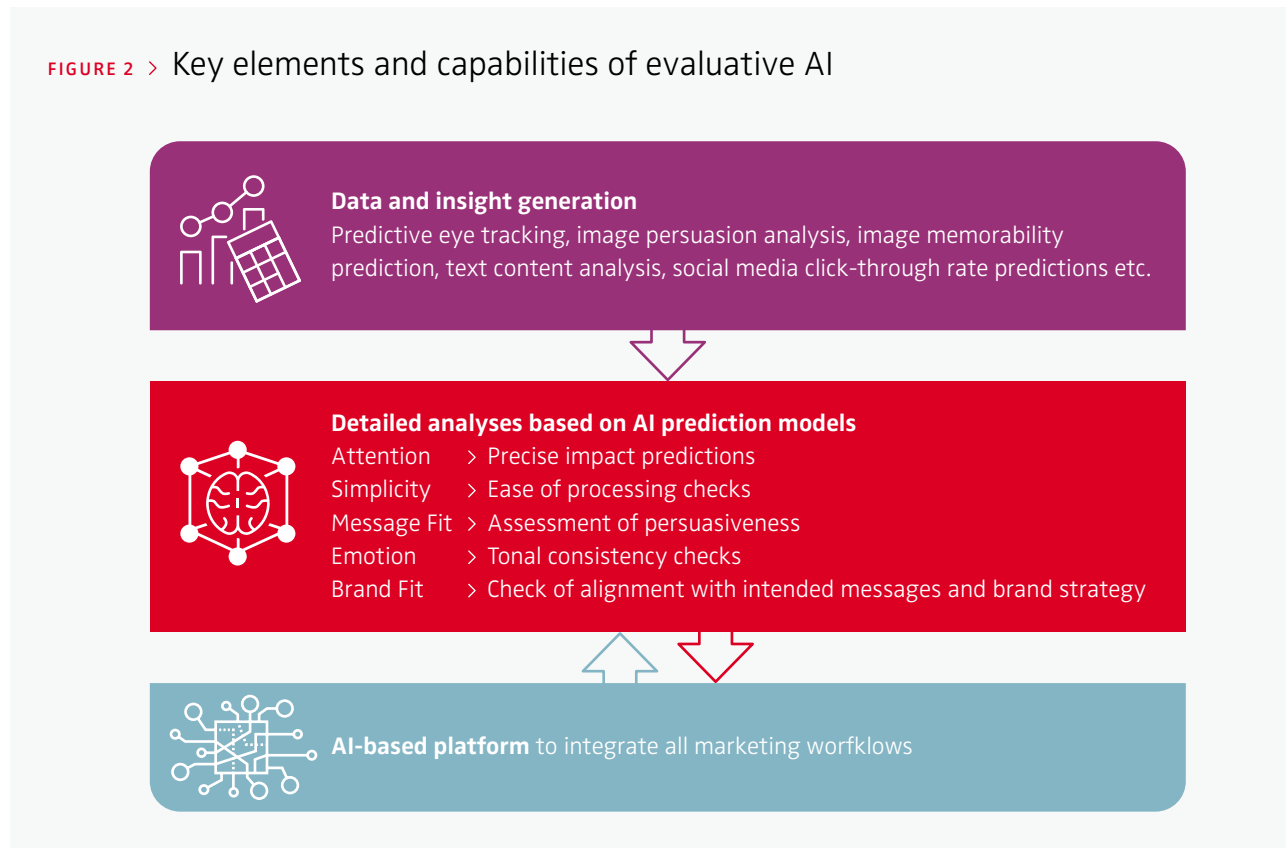 FIGURE 2 > Key elements and capabilities of evaluative AI
Data and insight generation
Predictive eye tracking, image persuasion analysis, image memorability
prediction, text content analysis, social media click-through rate predictions etc.
Detailed analyses based on AI prediction models
Attention > Precise impact predictions
Simplicity > Ease of processing checks
Message Fit > Assessment of persuasiveness
Emotion > Tonal consistency checks
Brand Fit > Check of alignment with intended messages and brand strategy
AI-based platform to integrate all marketing worfklows